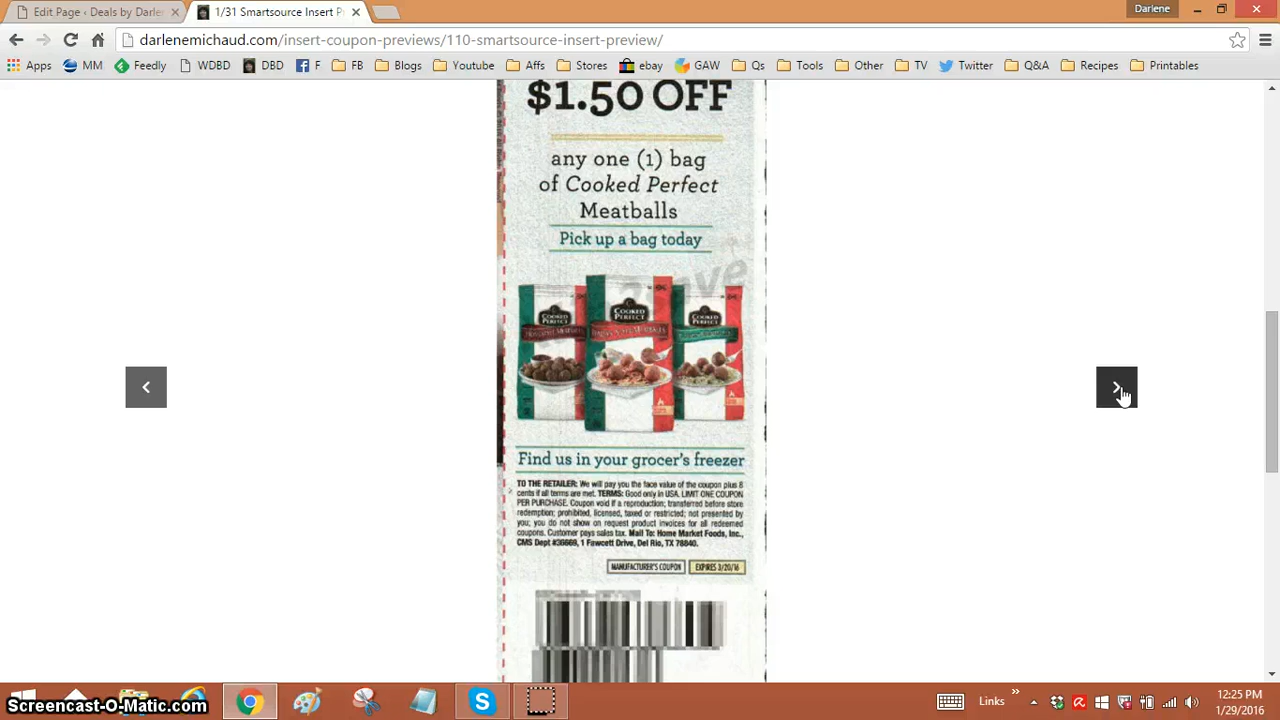 Edit Page ‹ Deals by Darle
1/31 Smartsource Insert P
Darlene
darlenemichaud.com/insert-coupon-previews/110-smartsource-insert-preview/
Apps MM Feedly WDBD DBD F FB Blogs Youtube Affs Stores ebay GAW Qs Tools Other TV Twitter Q&A Recipes Printables
$1.50 OFF
any one (1) bag
of Cooked Perfect
Meatballs
Pick up a bag today
COOKED PERFECT
COOKED PERFECT
COOKED PERFECT
Find us in your grocer's freezer
TO THE RETAILER: We will pay you the face value of the coupon plus 8
cents if all terms are met. TERMS: Good only in USA. LIMIT ONE COUPON
PER PURCHASE. Coupon void if a reproduction; transferred before store
redemption; prohibited, licensed, taxed or restricted; not presented by
you; you do not show on request product invoices for all redeemed
coupons. Customer pays sales tax. Mail To: Home Market Foods, Inc.,
CMS Dept #36669, 1 Fawcett Drive, Del Rio, TX 78840.
MANUFACTURER'S COUPON EXPIRES 3/20/16
Links
12:25 PM
1/29/2016
Screencast-O-Matic.com